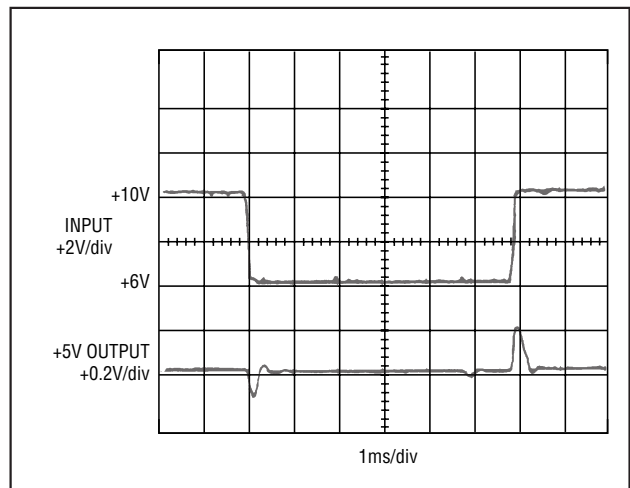 +10V
INPUT
+2V/div
+6V
+5V OUTPUT
+0.2V/div
1ms/div